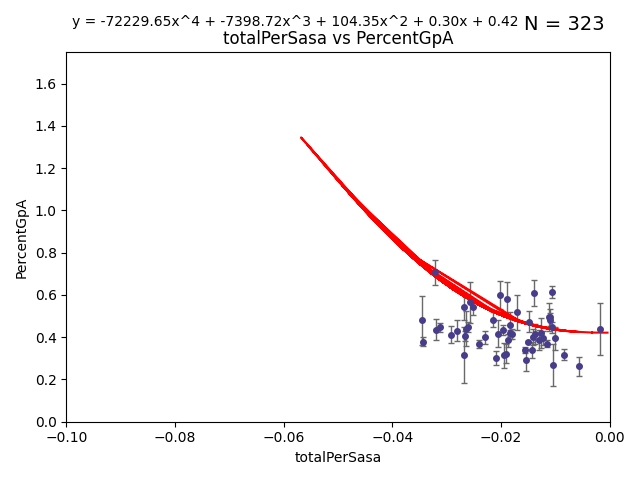 y = -72229.65x^4 + -7398.72x^3 + 104.35x^2 + 0.30x + 0.42 N = 323
totalPerSasa vs PercentGpA
1.6
1.4
1.2
1.0
0.8
0.6
0.4
0.2
0.0
PercentGpA
−0.10 −0.08 −0.06 −0.04 −0.02 0.00
totalPerSasa